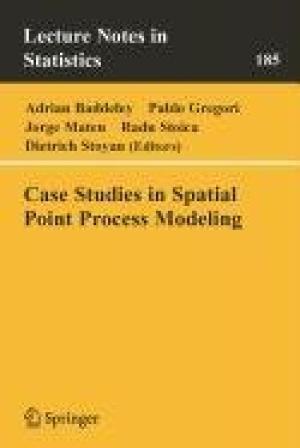 Lecture Notes in
Statistics
185
Adrian Baddeley Pablo Gregori
Jorge Mateu Radu Stoica
Dietrich Stoyan (Editors)
Case Studies in Spatial
Point Process Modeling
Springer